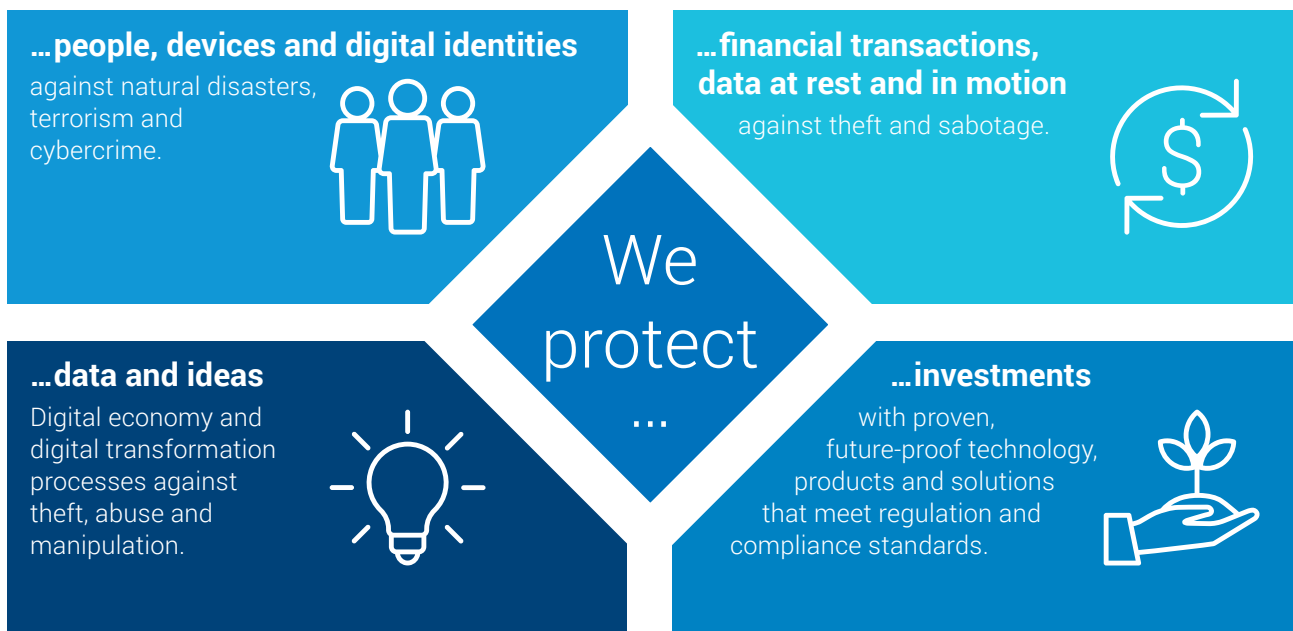 …people, devices and digital identities
against natural disasters,
terrorism and
cybercrime.
…financial transactions,
data at rest and in motion
against theft and sabotage.
We
protect
…
…data and ideas
Digital economy and
digital transformation
processes against
theft, abuse and
manipulation.
…investments
with proven,
future-proof technology,
products and solutions
that meet regulation and
compliance standards.
$